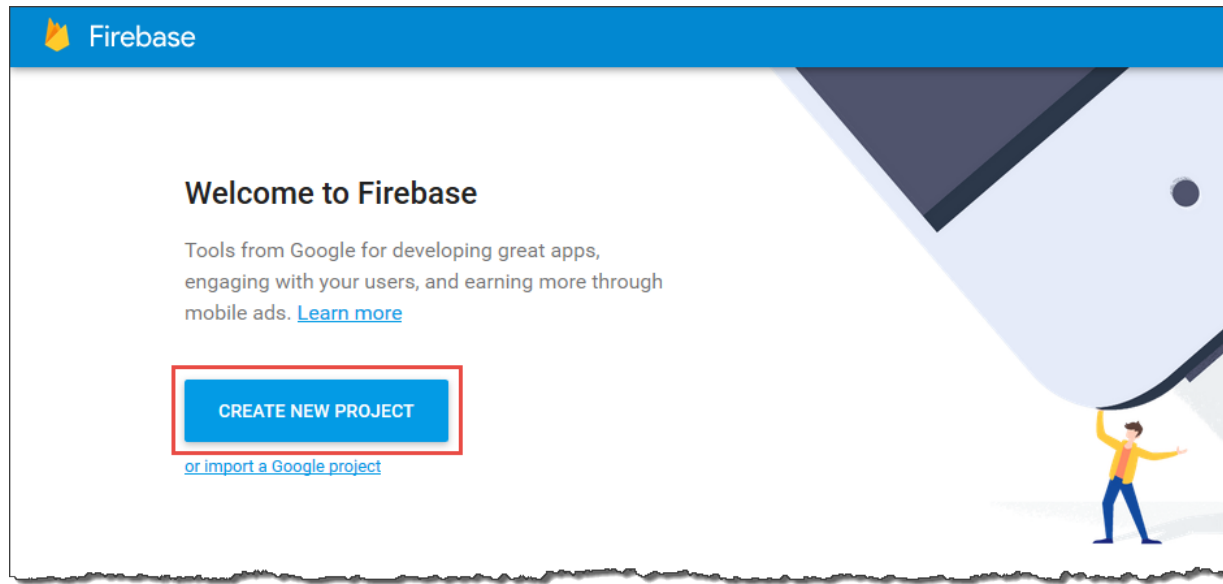 Firebase
Welcome to Firebase
Tools from Google for developing great apps,
engaging with your users, and earning more through
mobile ads. Learn more
CREATE NEW PROJECT
or import a Google project